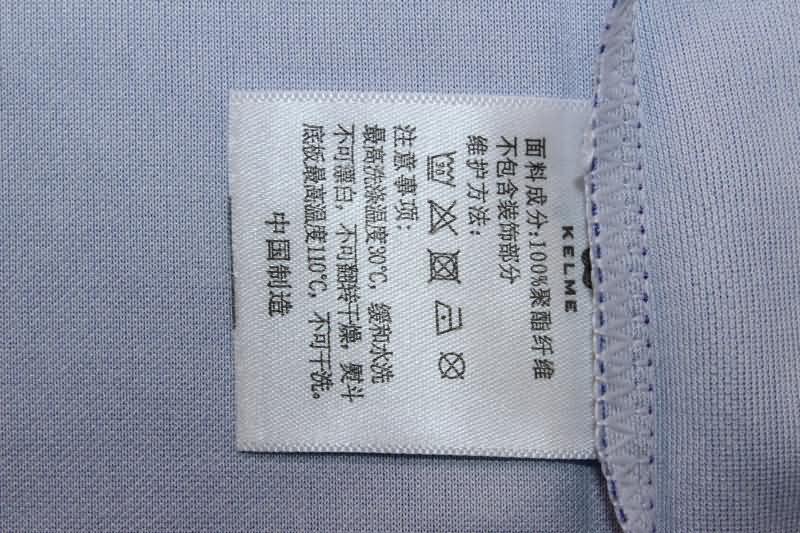 KELME
面料成分:100%聚酯纤维
不包含装饰部分
维护方法:
注意事项:
最高洗涤温度30℃，缓和水洗
不可漂白，不可翻转干燥，熨斗
底板最高温度110℃，不可干洗。
中国制造